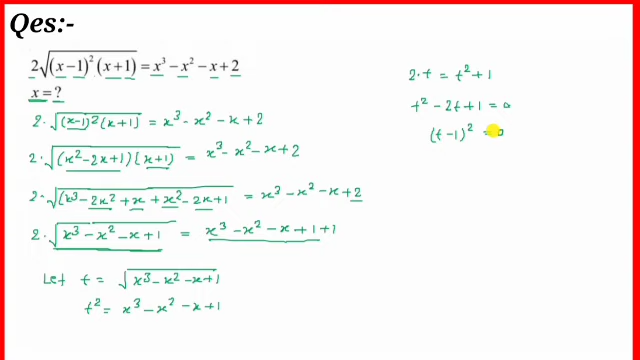 Qes:-
2√(x−1)²(x+1) = x³−x²−x+2
x=?
2·√(x-1)²(x+1) = x³ - x² - x + 2
2·√(x²-2x+1)(x+1) = x³ - x² - x + 2
2·√(x³-2x²+x+x²-2x+1 = x³-x²-x+2
2·√x³-x²-x+1 = x³-x²-x+1+1
Let t = √x³-x²-x+1
t² = x³-x²-x+1
2·t = t²+1
t²-2t+1 = 0
(t-1)² = 0